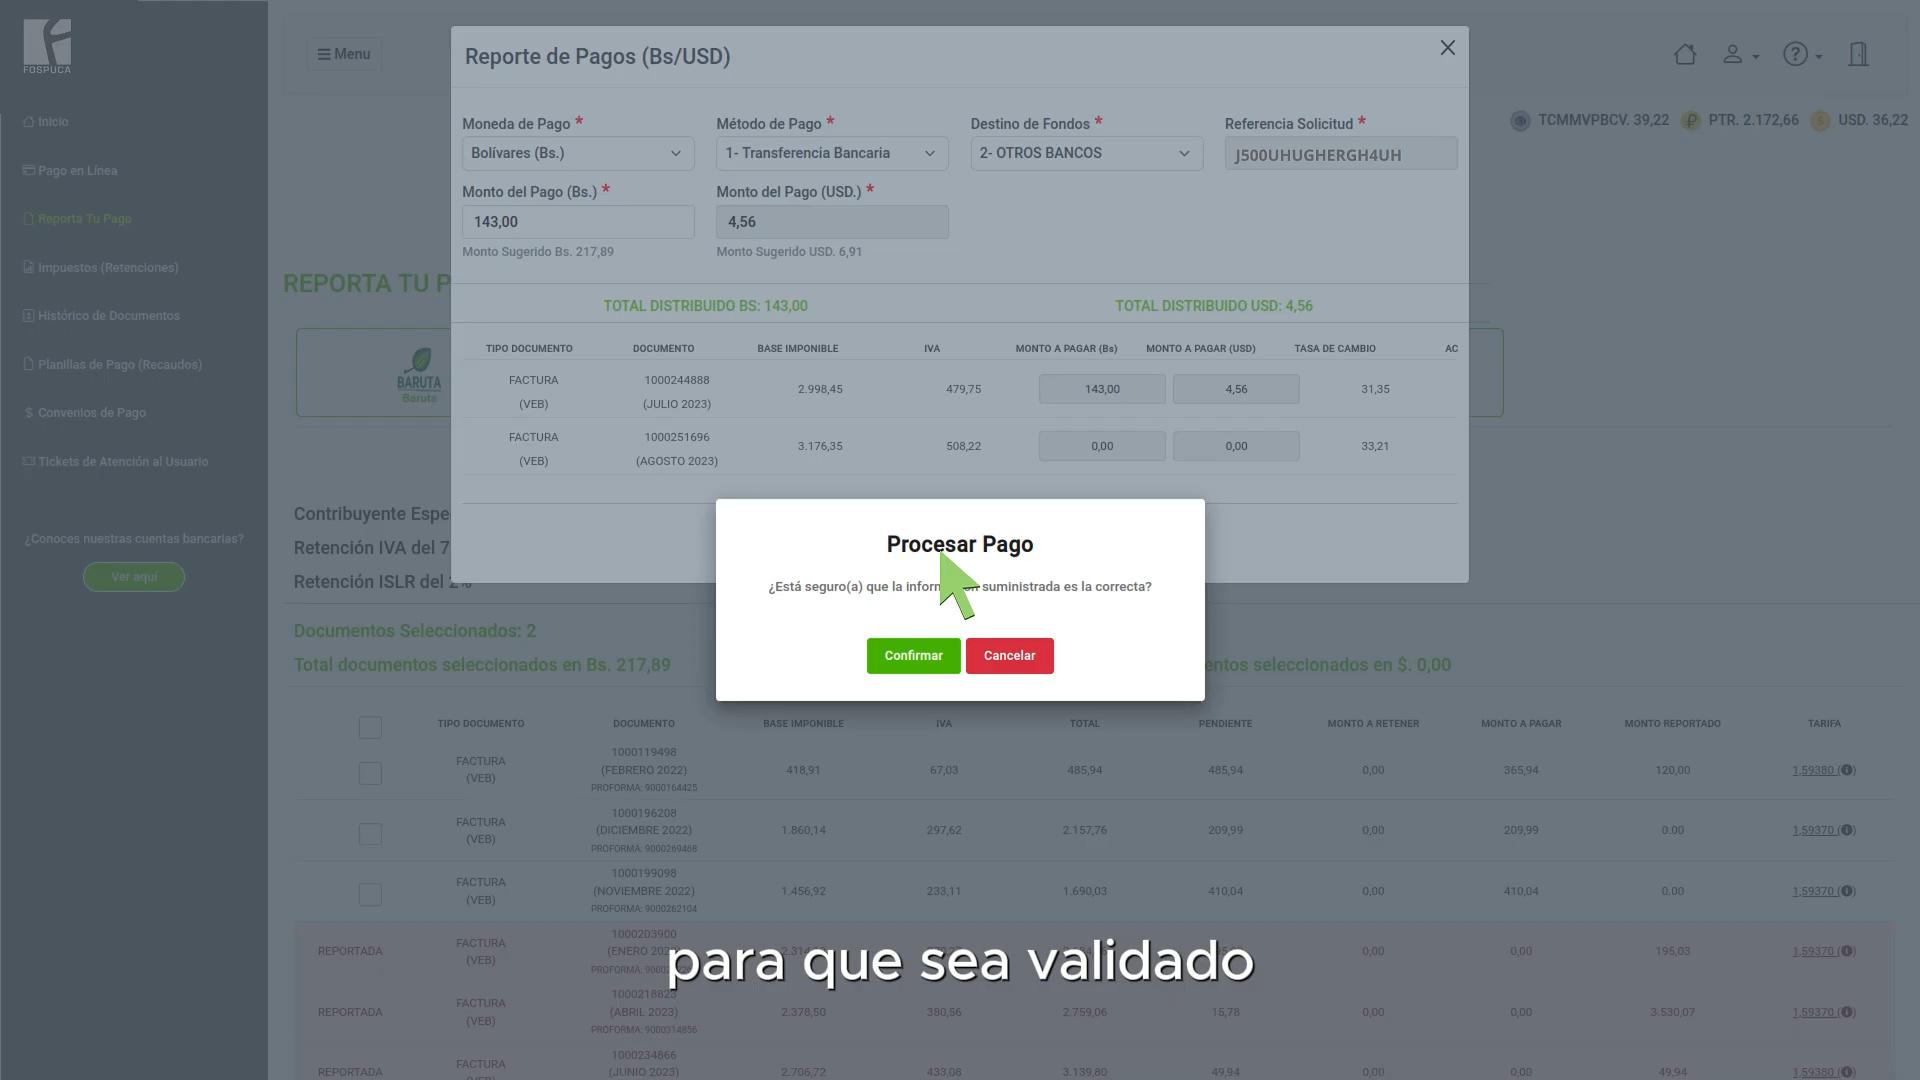 FOSPUCA
Menu
Reporte de Pagos (Bs/USD)
TCMMVPBCV. 39,22 PTR. 2.172,66 USD. 36,22
Inicio
Pago en Línea
Reporta Tu Pago
Impuestos (Retenciones)
Histórico de Documentos
Planillas de Pago (Recaudos)
$ Convenios de Pago
Tickets de Atención al Usuario
¿Conoces nuestras cuentas bancarias?
Ver aquí
Moneda de Pago * Método de Pago * Destino de Fondos * Referencia Solicitud *
Bolívares (Bs.) 1- Transferencia Bancaria 2- OTROS BANCOS J500UHUGHERGH4UH
Monto del Pago (Bs.) * Monto del Pago (USD.) *
143,00 4,56
Monto Sugerido Bs. 217,89 Monto Sugerido USD. 6,91
REPORTA TU P
TOTAL DISTRIBUIDO BS: 143,00 TOTAL DISTRIBUIDO USD: 4,56
TIPO DOCUMENTO DOCUMENTO BASE IMPONIBLE IVA MONTO A PAGAR (Bs) MONTO A PAGAR (USD) TASA DE CAMBIO AC
FACTURA 1000244888
2.998,45 479,75 143,00 4,56 31,35
(VEB) (JULIO 2023)
FACTURA 1000251696
3.176,35 508,22 0,00 0,00 33,21
(VEB) (AGOSTO 2023)
BARUTA
Baruta
Procesar Pago
¿Está seguro(a) que la inform suministrada es la correcta?
Confirmar Cancelar
Contribuyente Espe
Retención IVA del 7
Retención ISLR del 2%
Documentos Seleccionados: 2
Total documentos seleccionados en Bs. 217,89 entos seleccionados en $. 0,00
TIPO DOCUMENTO DOCUMENTO BASE IMPONIBLE IVA TOTAL PENDIENTE MONTO A RETENER MONTO A PAGAR MONTO REPORTADO TARIFA
1000119498
FACTURA (FEBRERO 2022) 418,91 67,03 485,94 485,94 0,00 365,94 120,00 1,59380 (
(VEB) PROFORMA: 9000164425
1000196208
FACTURA (DICIEMBRE 2022) 1.860,14 297,62 2.157,76 209,99 0,00 209,99 0.00 1,59370 (
(VEB) PROFORMA: 9000269468
1000199098
FACTURA (NOVIEMBRE 2022) 1.456,92 233,11 1.690,03 410,04 0,00 410,04 0.00 1,59370 (
(VEB) PROFORMA: 9000262104
1000203900
REPORTADA FACTURA (ENERO 0,00 0,00 195,03 1,59370 (
(VEB) PROFORMA:
para que sea validado
REPORTADA FACTURA (ABRIL 2023) 2.378,50 380,56 2.759,06 15,78 0,00 0,00 3.530,07 1,59370 (
(VEB) PROFORMA: 9000314856
1000234866
REPORTADA FACTURA (JUNIO 2023) 2.706,72 433,08 3.139,80 49,94 0,00 0,00 49,94 1,59380 (